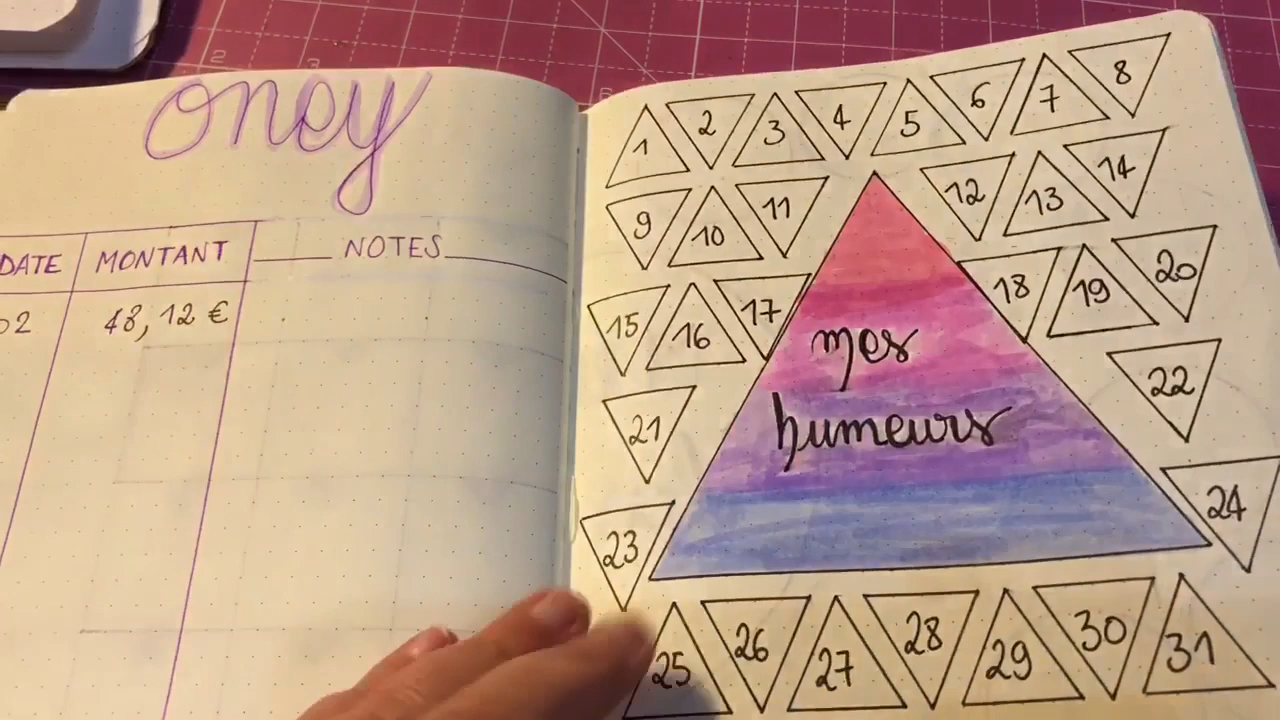 oney
DATE MONTANT NOTES
02 48,12 €
1 2 3 4 5 6 7 8
9 10 11 12 13 14
15 16 17 18 19 20
mes
21 22
humeurs
23 24
25 26 27 28 29 30 31